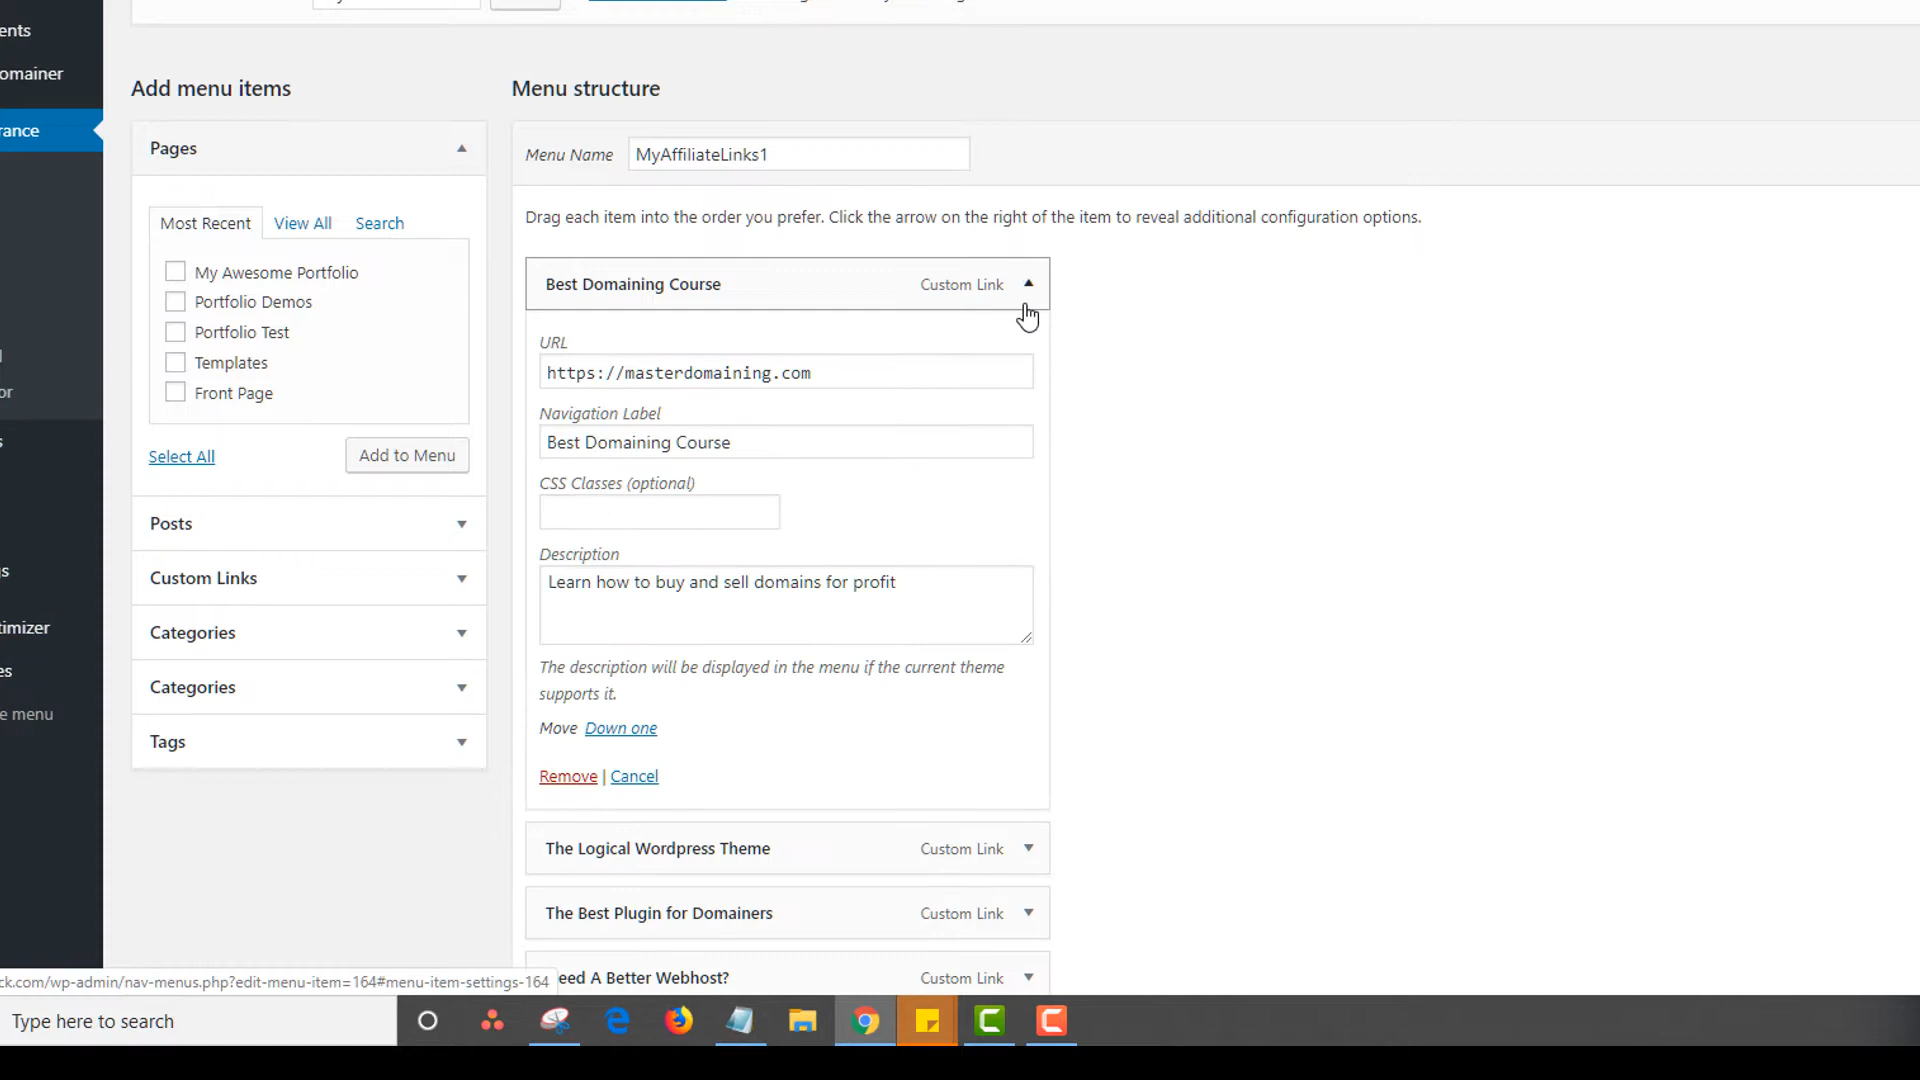 ents
omainer
rance
or
s
gs
timizer
es
e menu
Add menu items
Pages
Most Recent View All Search
My Awesome Portfolio
Portfolio Demos
Portfolio Test
Templates
Front Page
Select All Add to Menu
Posts
Custom Links
Categories
Categories
Tags
Menu structure
Menu Name MyAffiliateLinks1
Drag each item into the order you prefer. Click the arrow on the right of the item to reveal additional configuration options.
Best Domaining Course Custom Link
URL
https://masterdomaining.com
Navigation Label
Best Domaining Course
CSS Classes (optional)
Description
Learn how to buy and sell domains for profit
The description will be displayed in the menu if the current theme
supports it.
Move Down one
Remove | Cancel
The Logical Wordpress Theme Custom Link
The Best Plugin for Domainers Custom Link
eed A Better Webhost? Custom Link
ck.com/wp-admin/nav-menus.php?edit-menu-item=164#menu-item-settings-164
Type here to search